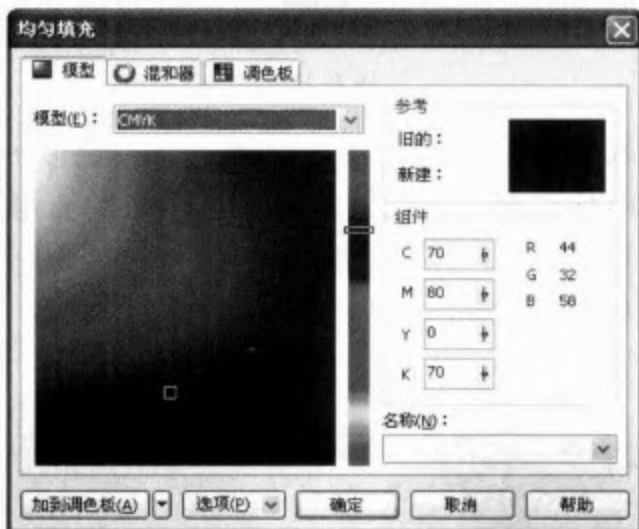 均匀填充
模型 混和器 调色板
模型(E)： CMYK
参考
旧的：
新建：
组件
C 70 R 44
M 80 G 32
Y 0 B 58
K 70
名称(N)：
加到调色板(A) 选项(P) 确定 取消 帮助